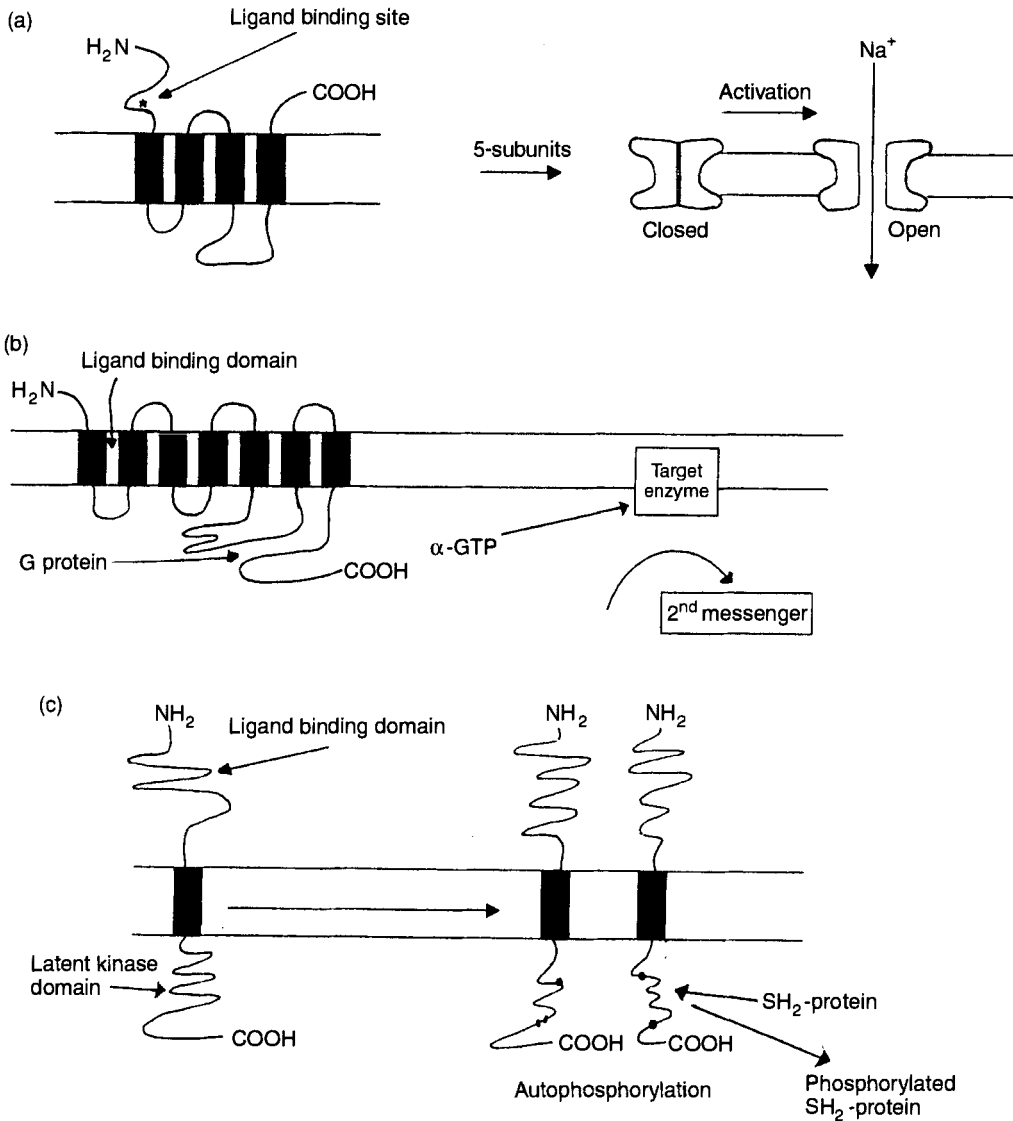 (a)
Ligand binding site
H₂N
*
COOH
5-subunits
Activation
Na⁺
Closed
Open
(b)
Ligand binding domain
H₂N
G protein
COOH
α-GTP
Target
enzyme
2ⁿᵈ messenger
(c)
NH₂
Ligand binding domain
Latent kinase
domain
COOH
NH₂
NH₂
SH₂-protein
COOH
COOH
Autophosphorylation
Phosphorylated
SH₂-protein